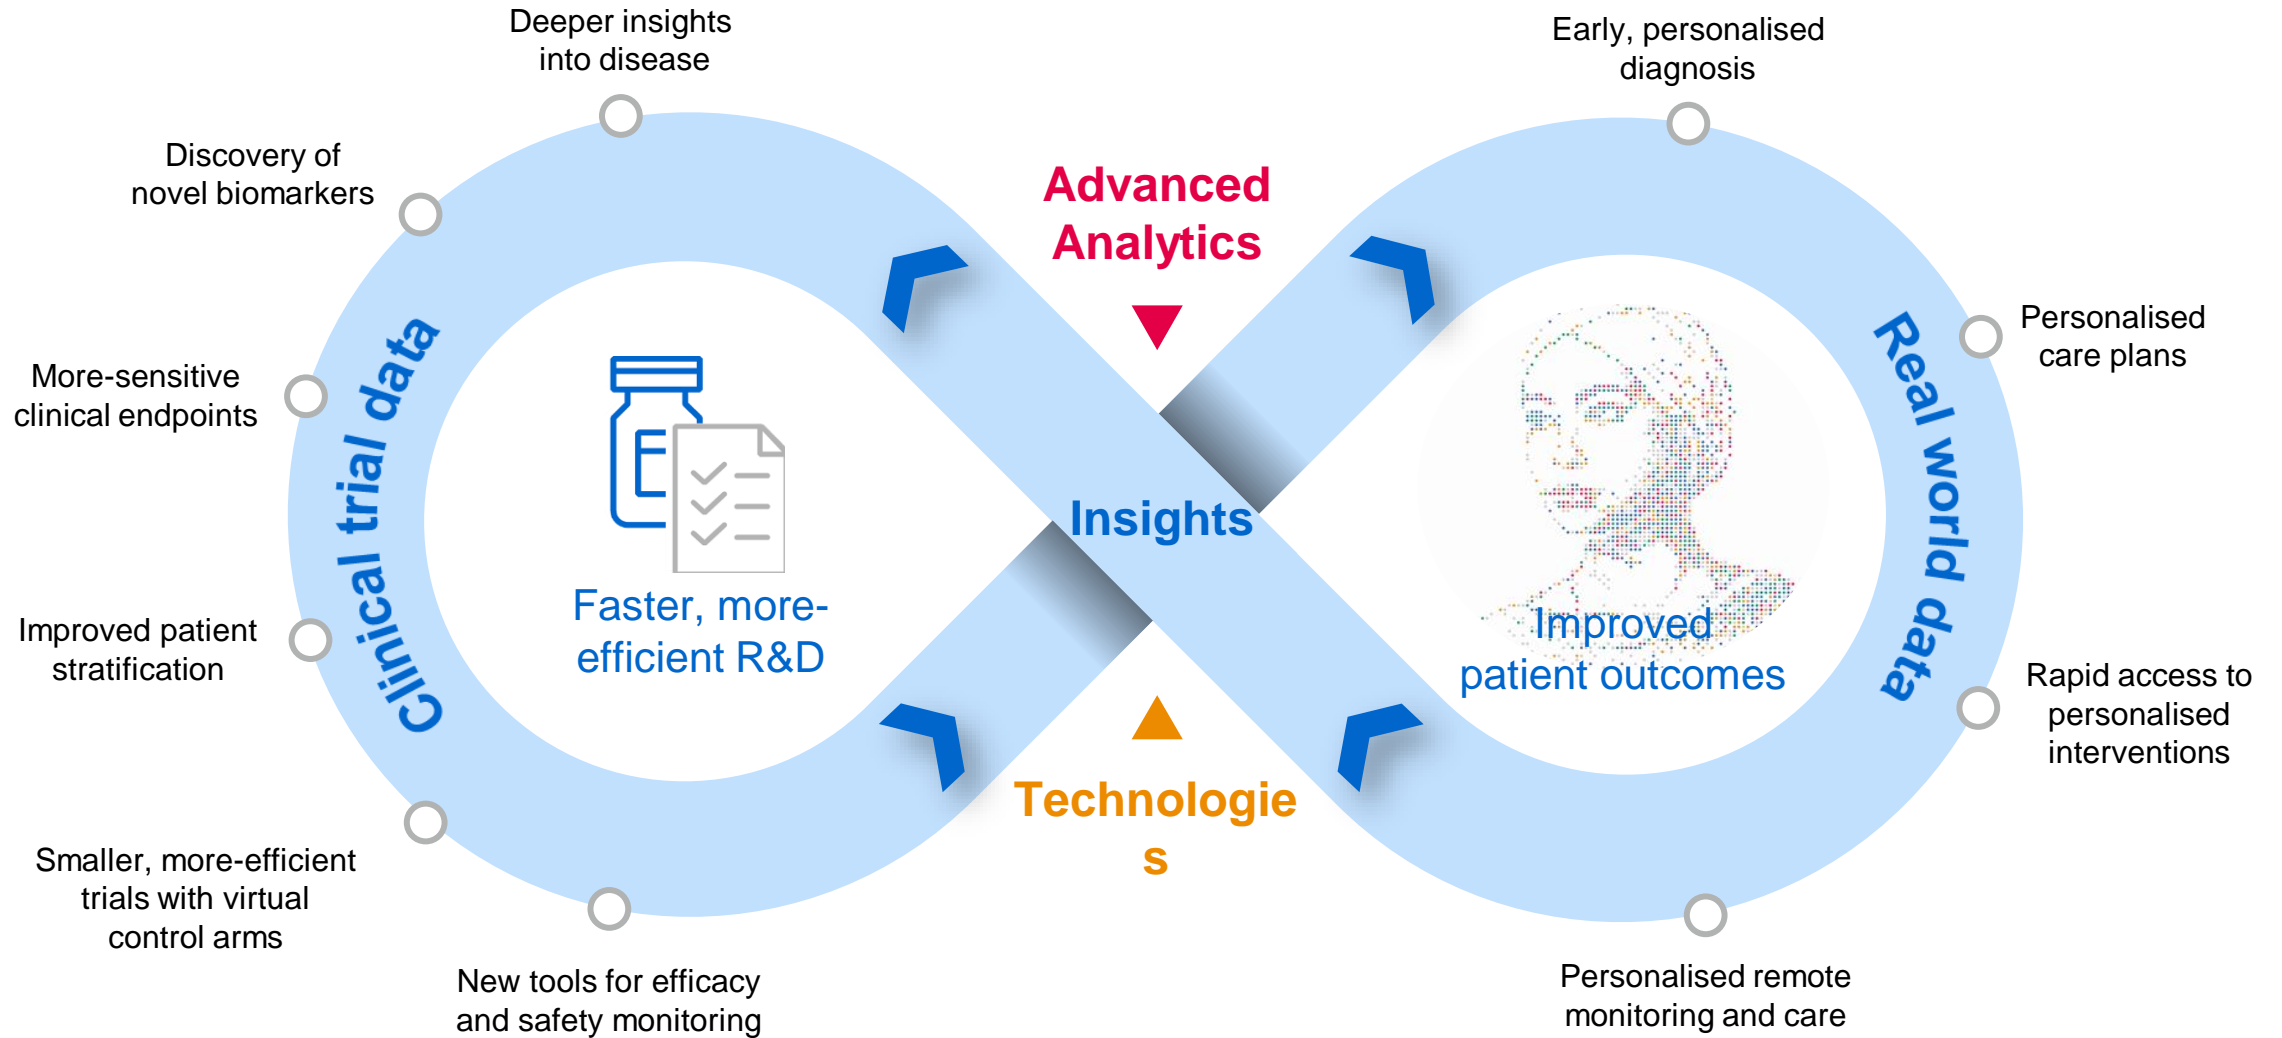 Deeper insights
into disease
Discovery of
novel biomarkers
More-sensitive
clinical endpoints
Improved patient
stratification
Smaller, more-efficient
trials with virtual
control arms
New tools for efficacy
and safety monitoring
Clinical trial data
Faster, more-
efficient R&D
Advanced
Analytics
Insights
Technologie
s
Early, personalised
diagnosis
Personalised
care plans
Rapid access to
personalised
interventions
Personalised remote
monitoring and care
Real world data
Improved
patient outcomes